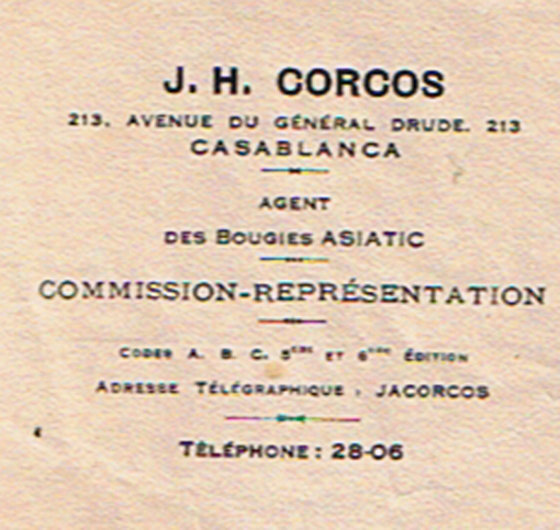 J. H. CORCOS
213, AVENUE DU GÉNÉRAL DRUDE, 213
CASABLANCA
AGENT
DES BOUGIES ASIATIC
COMMISSION-REPRÉSENTATION
CODES A. B. C. 5ème ET 6ème ÉDITION
ADRESSE TÉLÉGRAPHIQUE : JACORCOS
TÉLÉPHONE : 28-06